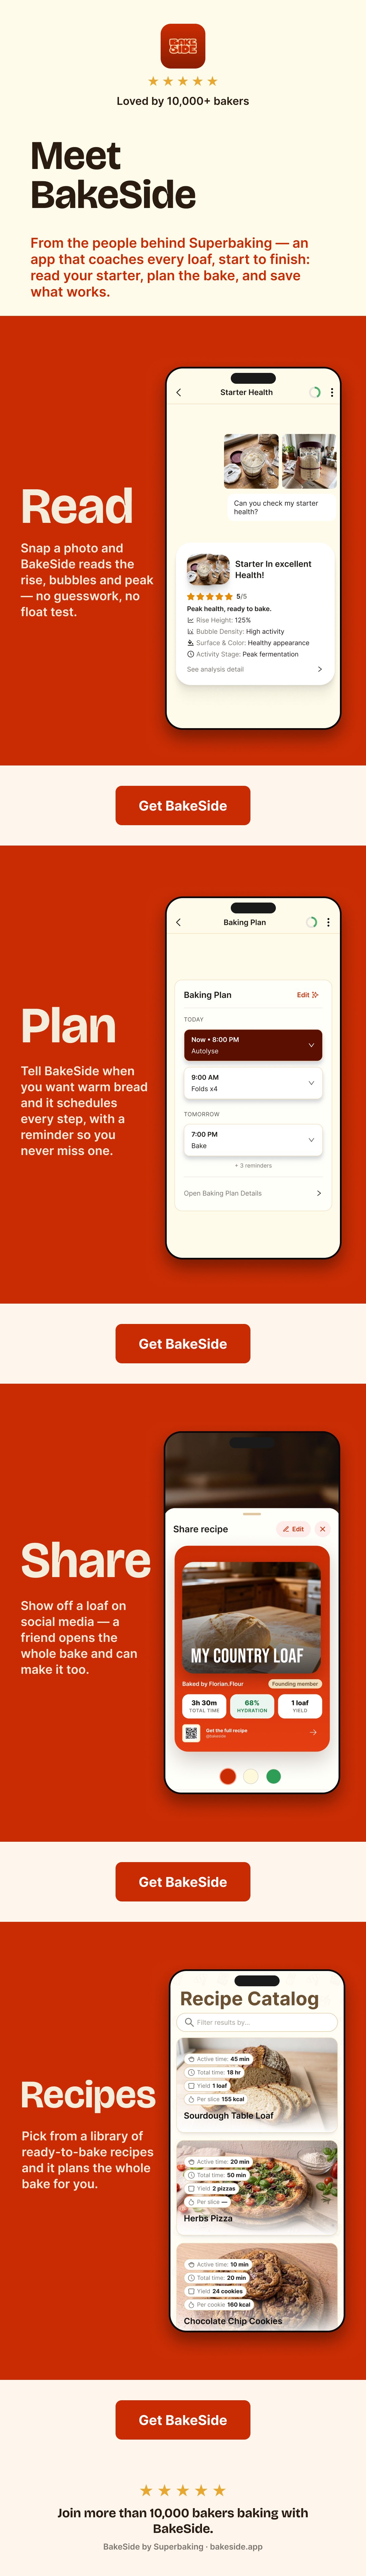 BAKE
SIDE
Loved by 10,000+ bakers
Meet
BakeSide
From the people behind Superbaking — an
app that coaches every loaf, start to finish:
read your starter, plan the bake, and save
what works.
Read
Snap a photo and
BakeSide reads the
rise, bubbles and peak
— no guesswork, no
float test.
Starter Health
Can you check my starter
health?
Starter In excellent
Health!
5/5
Peak health, ready to bake.
Rise Height: 125%
Bubble Density: High activity
Surface & Color: Healthy appearance
Activity Stage: Peak fermentation
See analysis detail
Get BakeSide
Plan
Tell BakeSide when
you want warm bread
and it schedules
every step, with a
reminder so you
never miss one.
Baking Plan
Baking Plan
Edit
TODAY
Now • 8:00 PM
Autolyse
9:00 AM
Folds x4
TOMORROW
7:00 PM
Bake
+ 3 reminders
Open Baking Plan Details
Get BakeSide
Share
Show off a loaf on
social media — a
friend opens the
whole bake and can
make it too.
Share recipe
Edit
MY COUNTRY LOAF
Baked by Florian.Flour
Founding member
3h 30m
TOTAL TIME
68%
HYDRATION
1 loaf
YIELD
Get the full recipe
@bakeside
Get BakeSide
Recipes
Pick from a library of
ready-to-bake recipes
and it plans the whole
bake for you.
Recipe Catalog
Filter results by...
Active time: 45 min
Total time: 18 hr
Yield 1 loaf
Per slice 155 kcal
Sourdough Table Loaf
Active time: 20 min
Total time: 50 min
Yield 2 pizzas
Per slice —
Herbs Pizza
Active time: 10 min
Total time: 20 min
Yield 24 cookies
Per cookie 160 kcal
Chocolate Chip Cookies
Get BakeSide
Join more than 10,000 bakers baking with
BakeSide.
BakeSide by Superbaking · bakeside.app